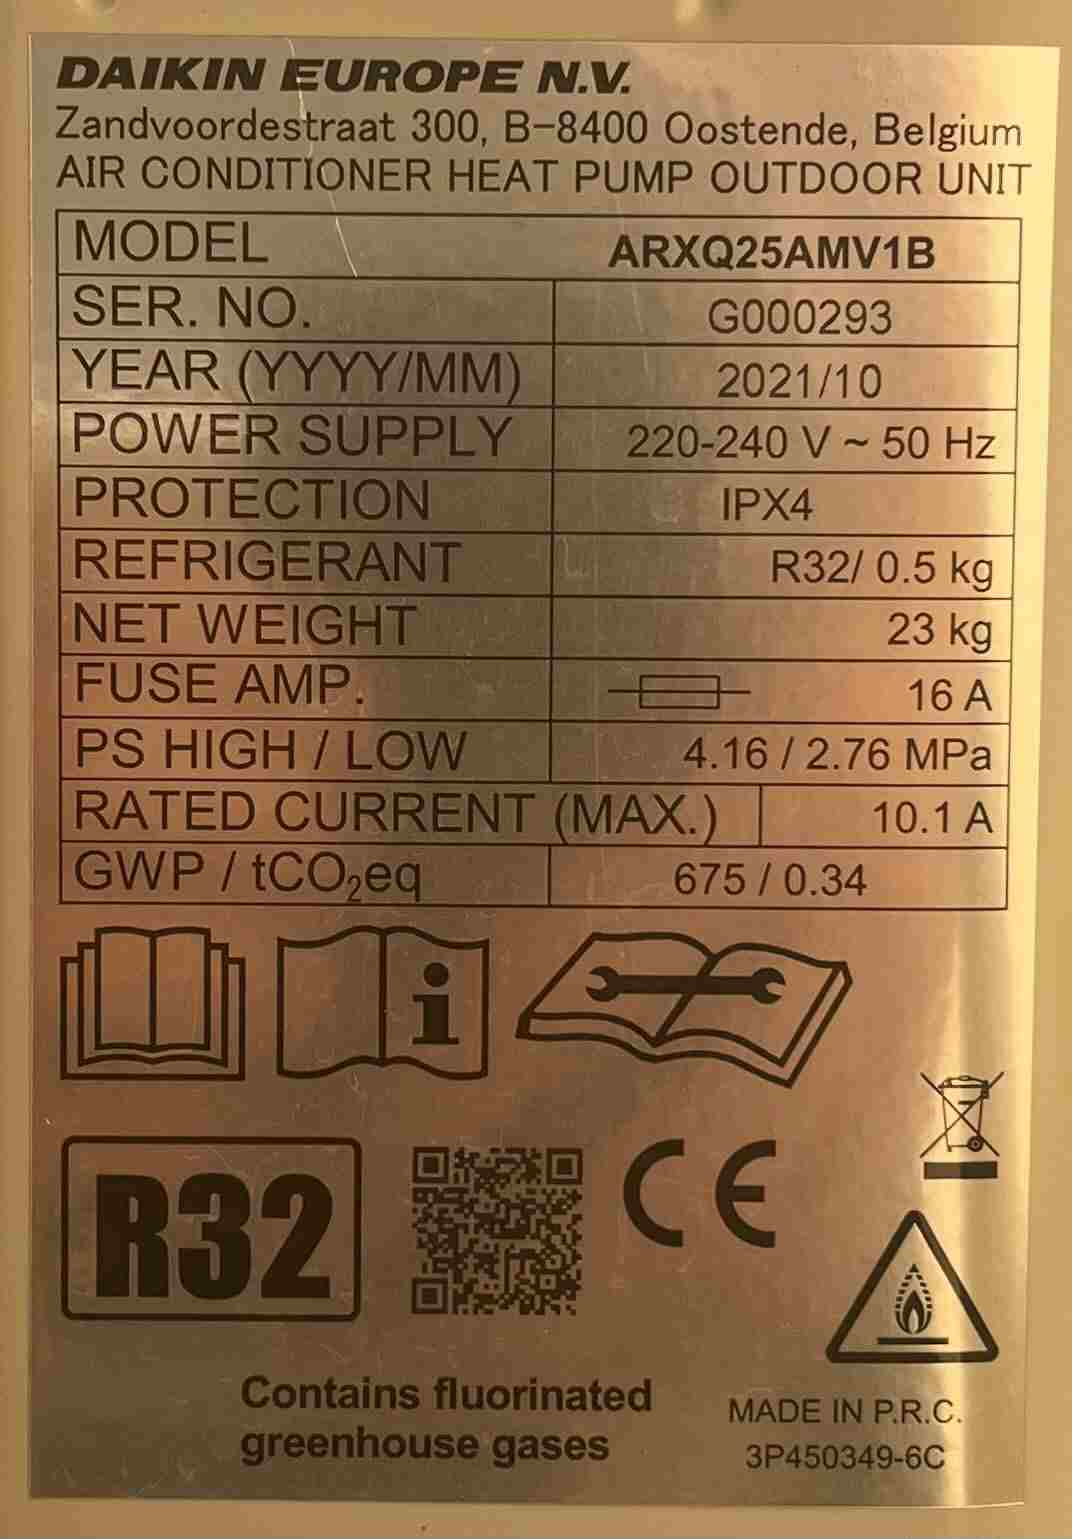 DAIKIN EUROPE N.V.
Zandvoordestraat 300, B-8400 Oostende, Belgium
AIR CONDITIONER HEAT PUMP OUTDOOR UNIT
MODEL ARXQ25AMV1B
SER. NO. G000293
YEAR (YYYY/MM) 2021/10
POWER SUPPLY 220-240 V ~ 50 Hz
PROTECTION IPX4
REFRIGERANT R32/ 0.5 kg
NET WEIGHT 23 kg
FUSE AMP. 16 A
PS HIGH / LOW 4.16 / 2.76 MPa
RATED CURRENT (MAX.) 10.1 A
GWP / tCO₂eq 675 / 0.34
i
R32
CE
Contains fluorinated
greenhouse gases
MADE IN P.R.C.
3P450349-6C